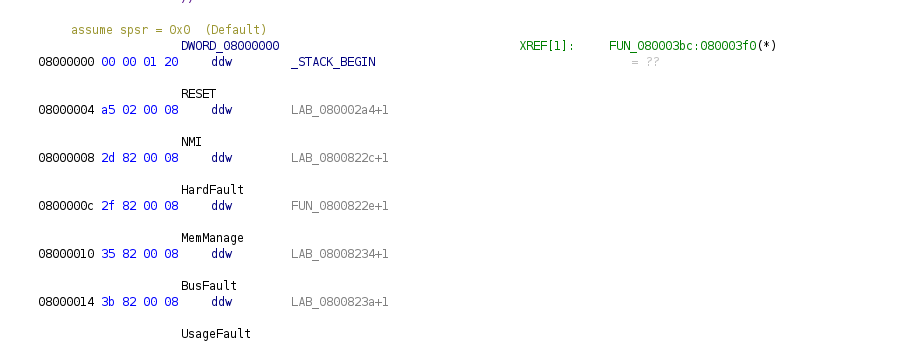 assume spsr = 0x0 (Default)
DWORD_08000000 XREF[1]: FUN_080003bc:080003f0(*)
08000000 00 00 01 20 ddw _STACK_BEGIN = ??
RESET
08000004 a5 02 00 08 ddw LAB_080002a4+1
NMI
08000008 2d 82 00 08 ddw LAB_0800822c+1
HardFault
0800000c 2f 82 00 08 ddw FUN_0800822e+1
MemManage
08000010 35 82 00 08 ddw LAB_08008234+1
BusFault
08000014 3b 82 00 08 ddw LAB_0800823a+1
UsageFault